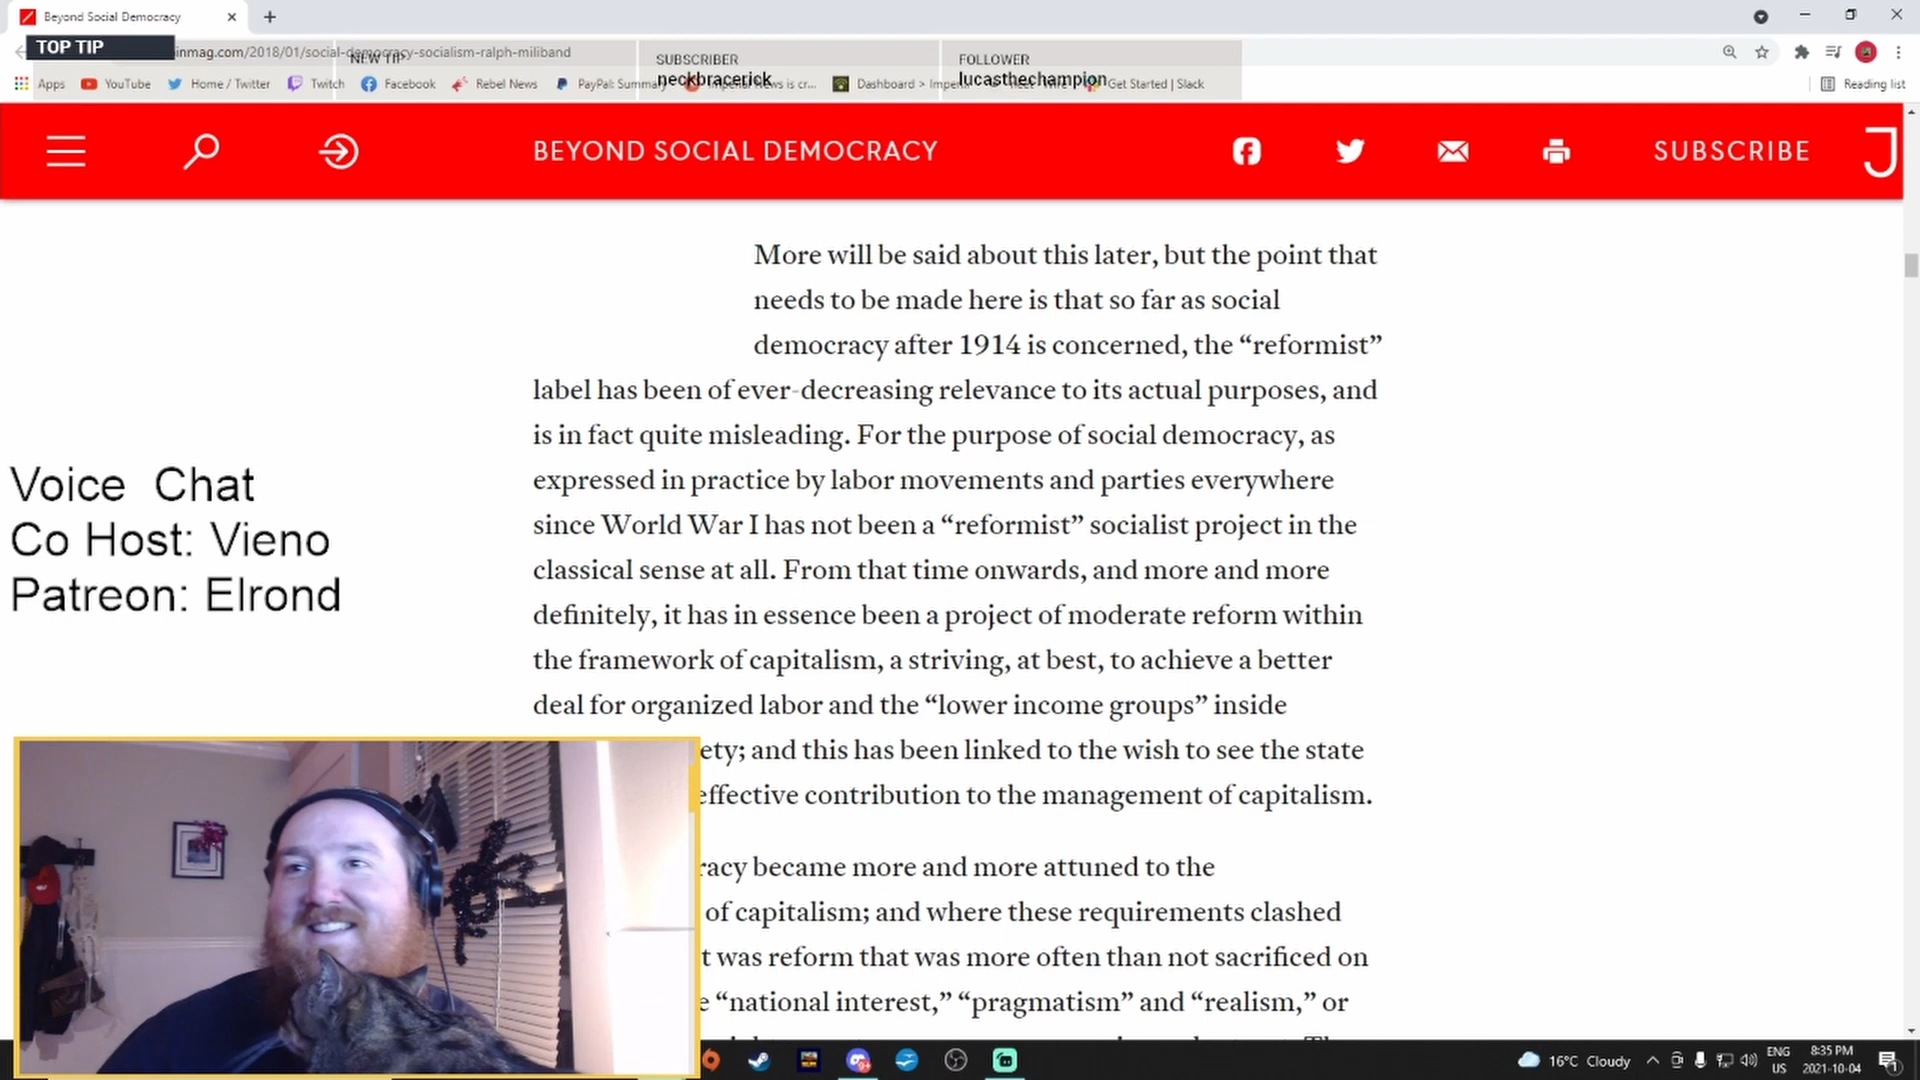 Beyond Social Democracy
TOP TIP
inmag.com/2018/01/social-democracy-socialism-ralph-miliband
NEW TIP
SUBSCRIBER
neckbracerick
FOLLOWER
lucasthechampion
Apps
YouTube
Home / Twitter
Twitch
Facebook
Rebel News
PayPal: Summary
Imperial News is cr...
Dashboard > Imperi...
Get Started | Slack
Reading list
BEYOND SOCIAL DEMOCRACY
SUBSCRIBE
J
More will be said about this later, but the point that
needs to be made here is that so far as social
democracy after 1914 is concerned, the “reformist”
label has been of ever-decreasing relevance to its actual purposes, and
is in fact quite misleading. For the purpose of social democracy, as
expressed in practice by labor movements and parties everywhere
since World War I has not been a “reformist” socialist project in the
classical sense at all. From that time onwards, and more and more
definitely, it has in essence been a project of moderate reform within
the framework of capitalism, a striving, at best, to achieve a better
deal for organized labor and the “lower income groups” inside
ety; and this has been linked to the wish to see the state
effective contribution to the management of capitalism.
racy became more and more attuned to the
of capitalism; and where these requirements clashed
t was reform that was more often than not sacrificed on
e “national interest,” “pragmatism” and “realism,” or
Voice Chat
Co Host: Vieno
Patreon: Elrond
16°C Cloudy
ENG
US
8:35 PM
2021-10-04